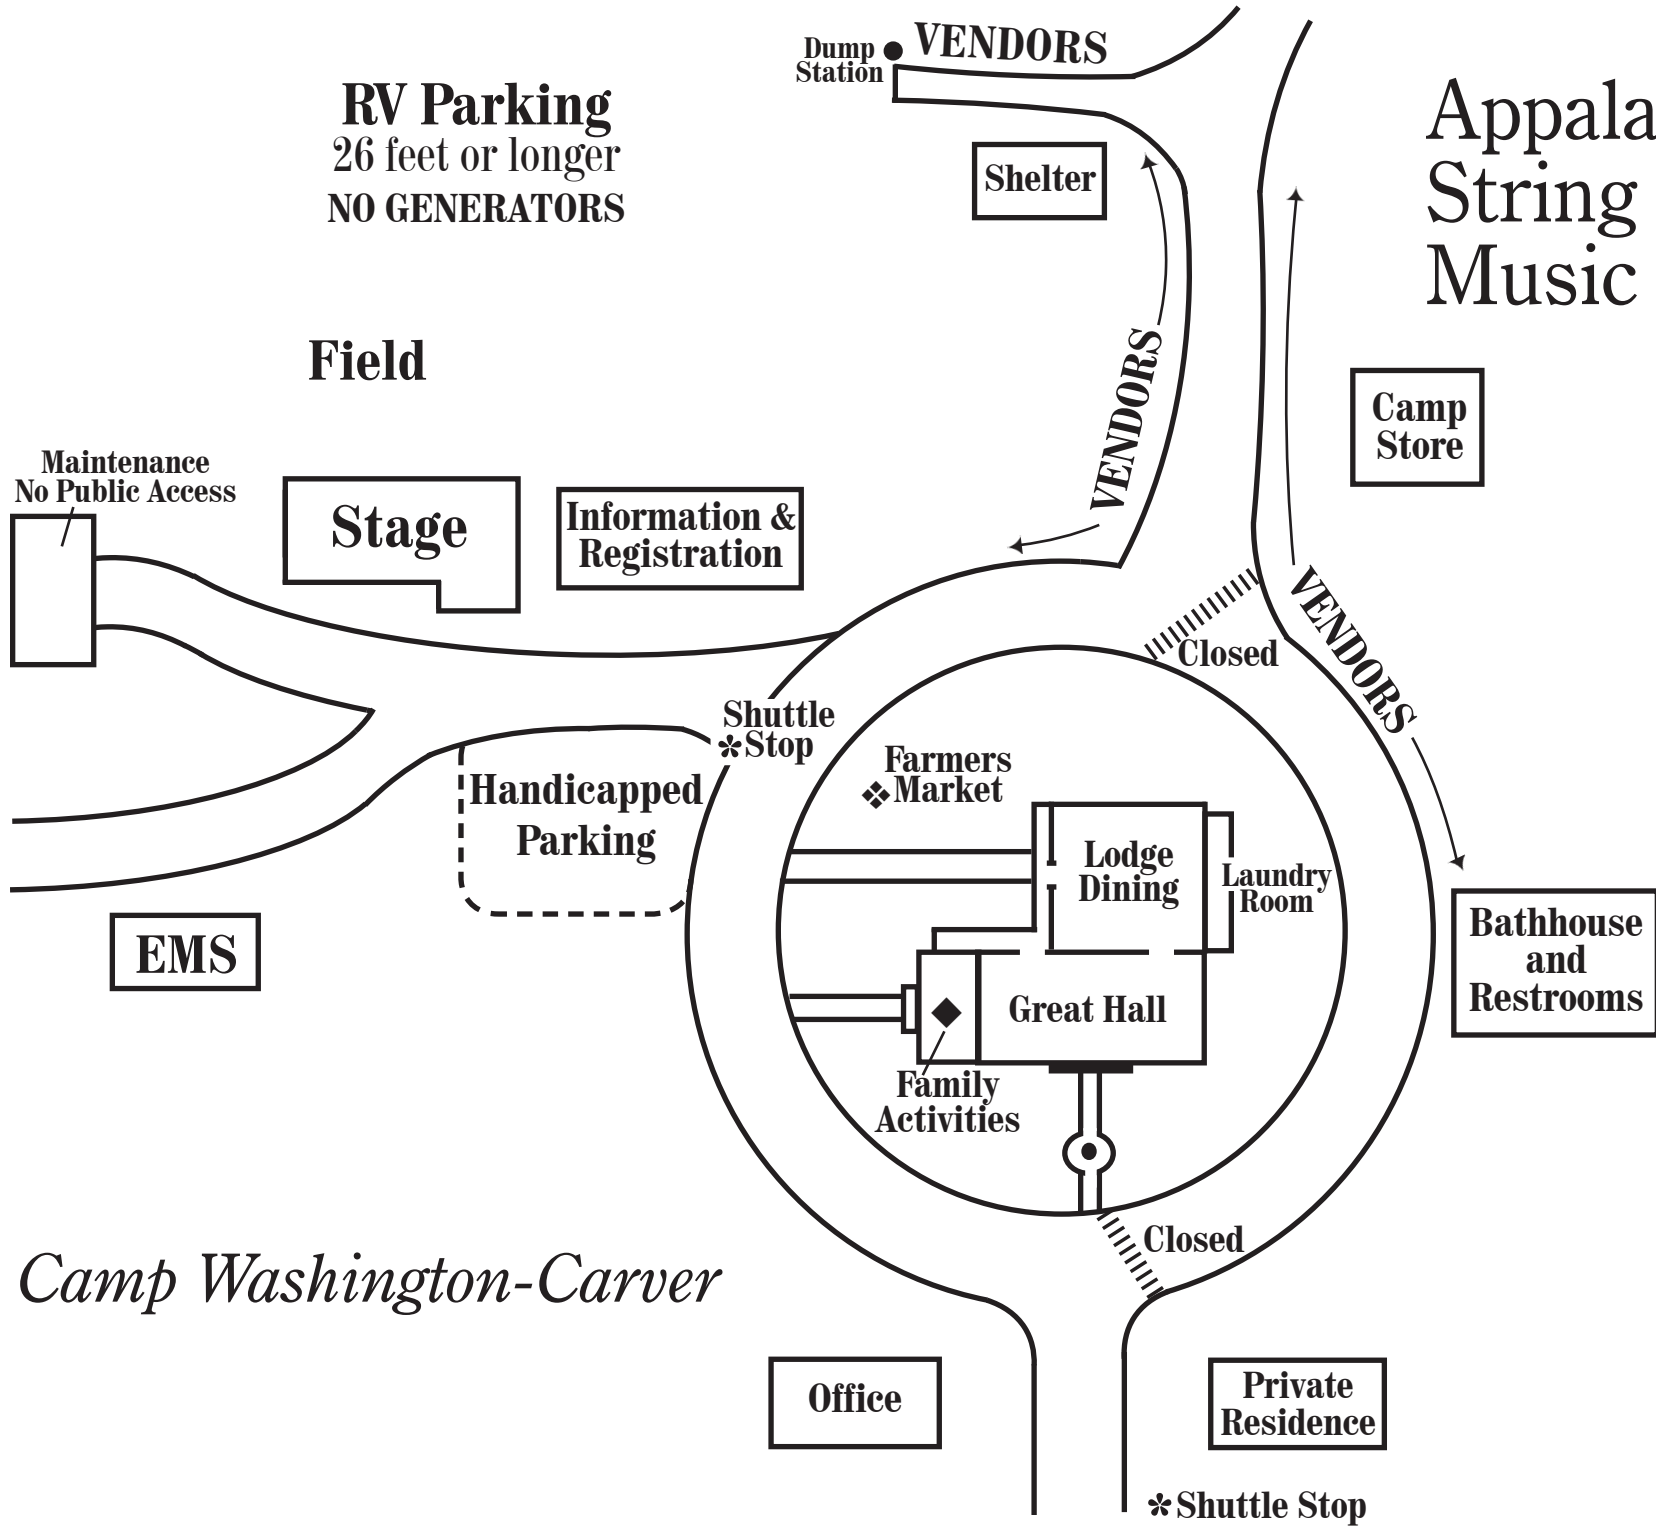 Dump
Station
VENDORS
RV Parking
26 feet or longer
NO GENERATORS
Appala
String
Music
Shelter
VENDORS
Field
Camp
Store
Maintenance
No Public Access
Stage
Information &
Registration
VENDORS
Closed
Shuttle
*Stop
Farmers
Market
Handicapped
Parking
Lodge
Dining
Laundry
Room
EMS
Bathhouse
and
Restrooms
Great Hall
Family
Activities
Closed
Camp Washington-Carver
Office
Private
Residence
*Shuttle Stop